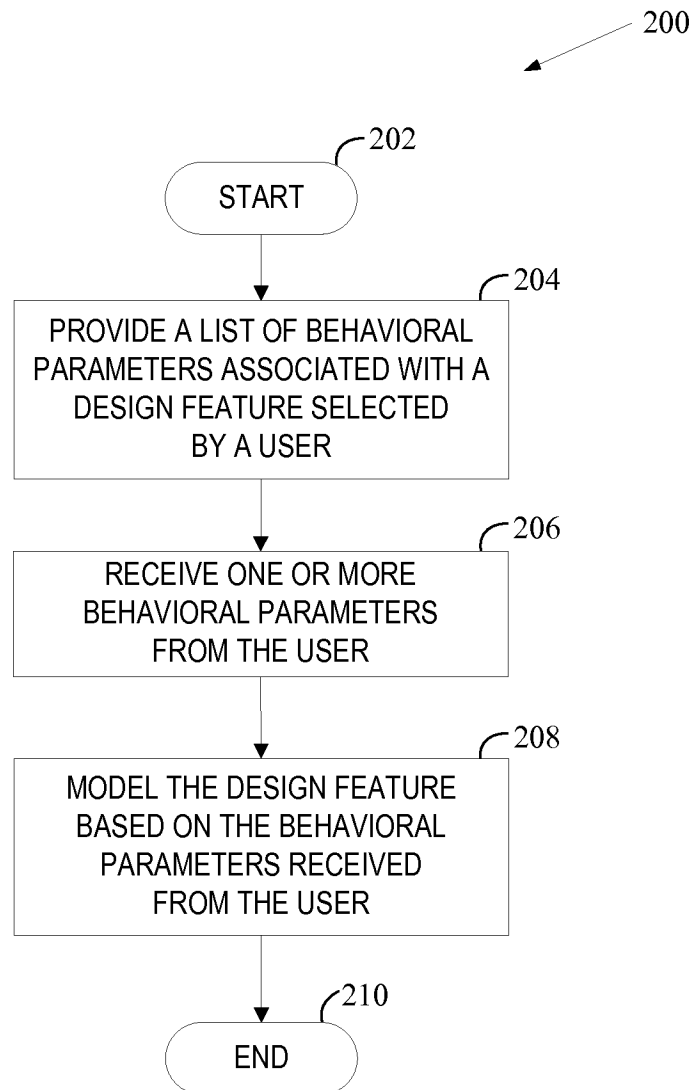 200
202
START
204
PROVIDE A LIST OF BEHAVIORAL
PARAMETERS ASSOCIATED WITH A
DESIGN FEATURE SELECTED
BY A USER
206
RECEIVE ONE OR MORE
BEHAVIORAL PARAMETERS
FROM THE USER
208
MODEL THE DESIGN FEATURE
BASED ON THE BEHAVIORAL
PARAMETERS RECEIVED
FROM THE USER
210
END